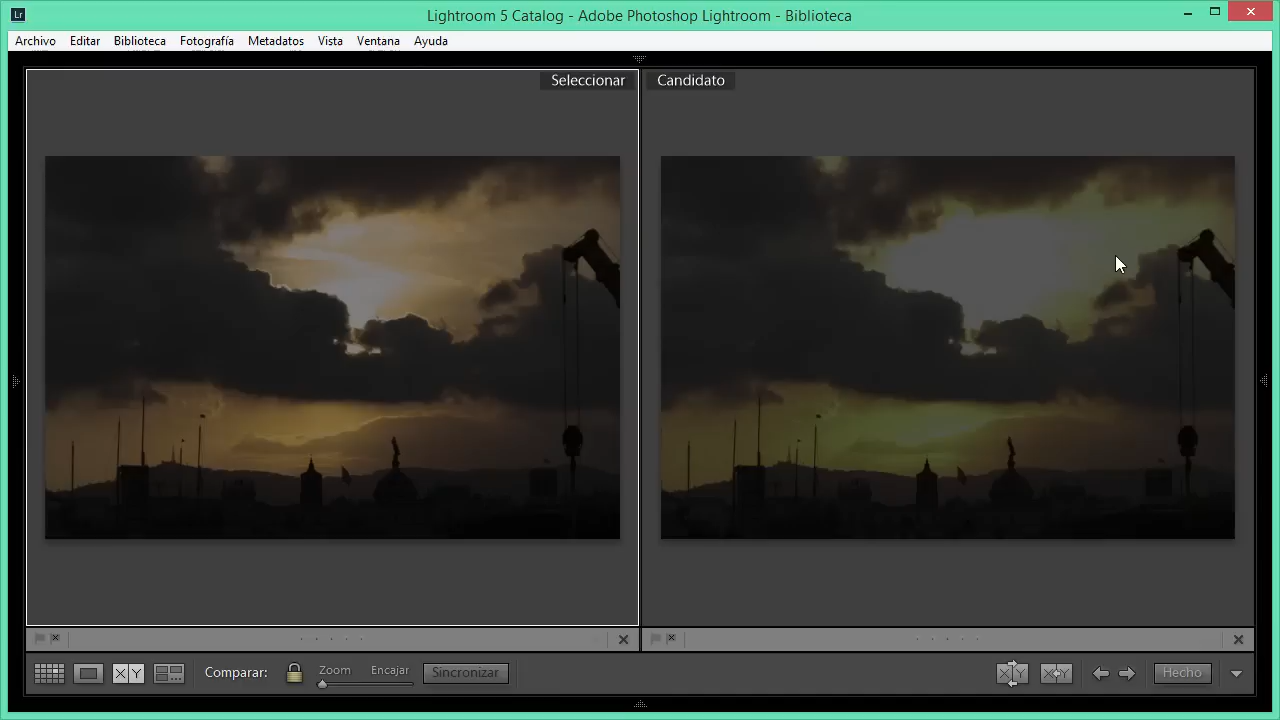 Lr
Lightroom 5 Catalog - Adobe Photoshop Lightroom - Biblioteca
Archivo Editar Biblioteca Fotografía Metadatos Vista Ventana Ayuda
Seleccionar
Candidato
X Y Comparar: Zoom Encajar Sincronizar X Y X Y Hecho